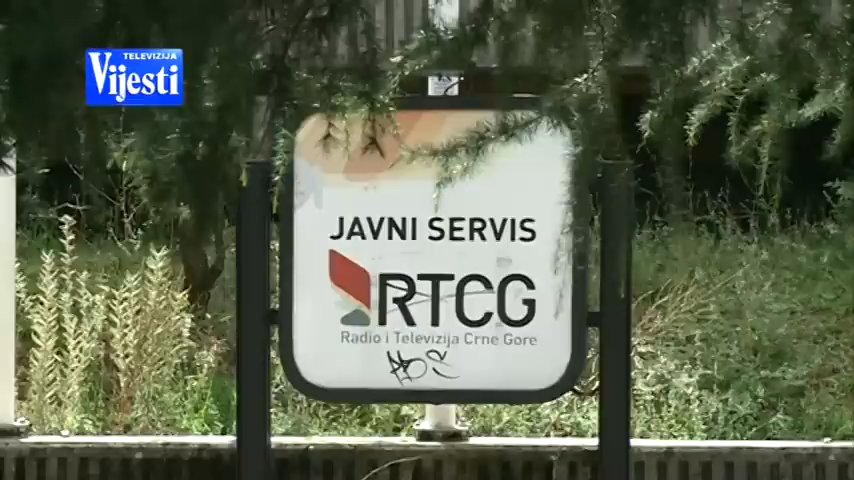 TELEVIZIJA
Vijesti
JAVNI SERVIS
RTCG
Radio i Televizija Crne Gore